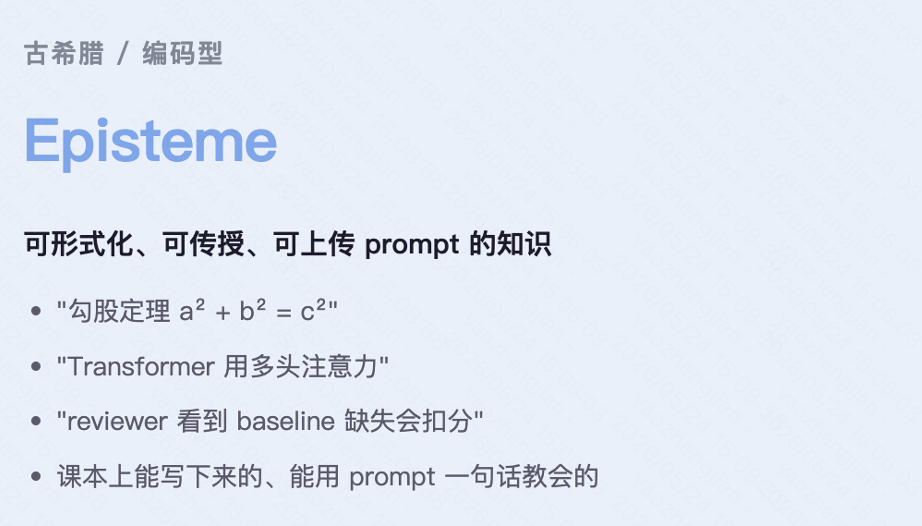 古希腊 / 编码型
Episteme
可形式化、可传授、可上传 prompt 的知识
• "勾股定理 a² + b² = c²"
• "Transformer 用多头注意力"
• "reviewer 看到 baseline 缺失会扣分"
• 课本上能写下来的、能用 prompt 一句话教会的